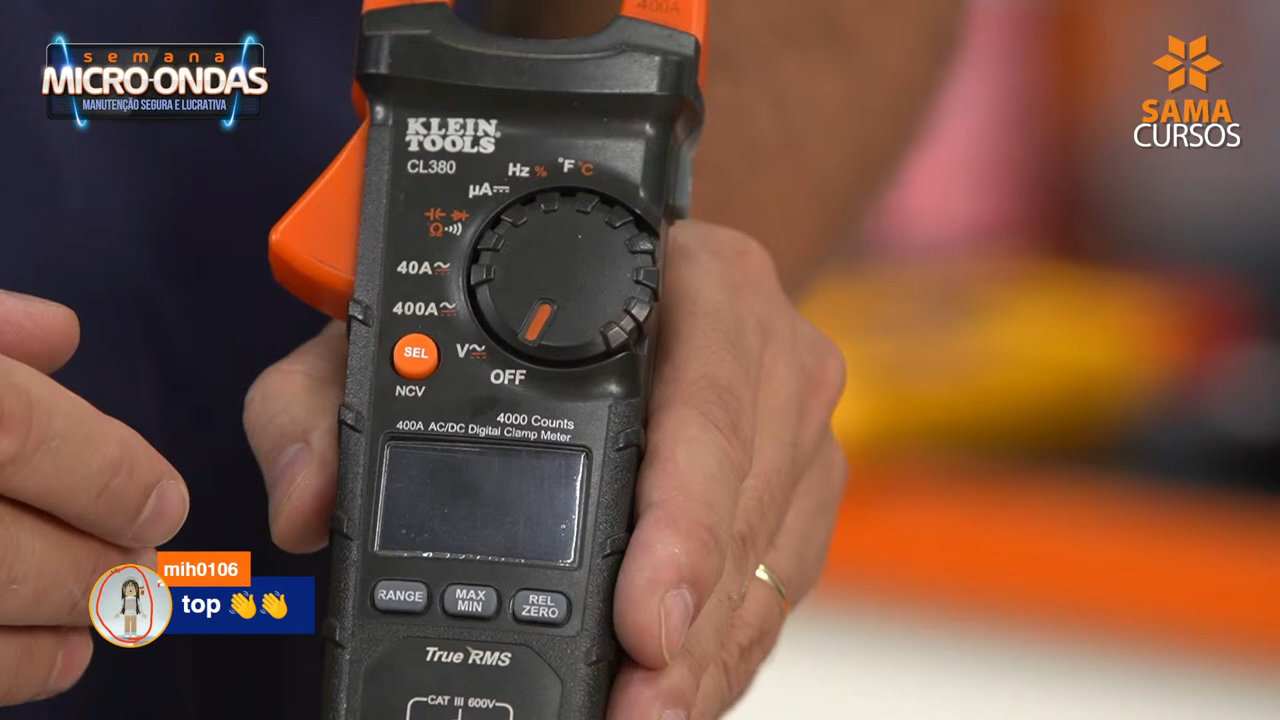 semana
MICRO-ONDAS
MANUTENÇÃO SEGURA E LUCRATIVA
SAMA
CURSOS
400A
KLEIN
TOOLS
CL380
Hz %
°F °C
μA
Ω
40A
400A
SEL
NCV
V
OFF
4000 Counts
400A AC/DC Digital Clamp Meter
RANGE
MAX
MIN
REL
ZERO
True RMS
CAT III 600V
mih0106
top 👋👋